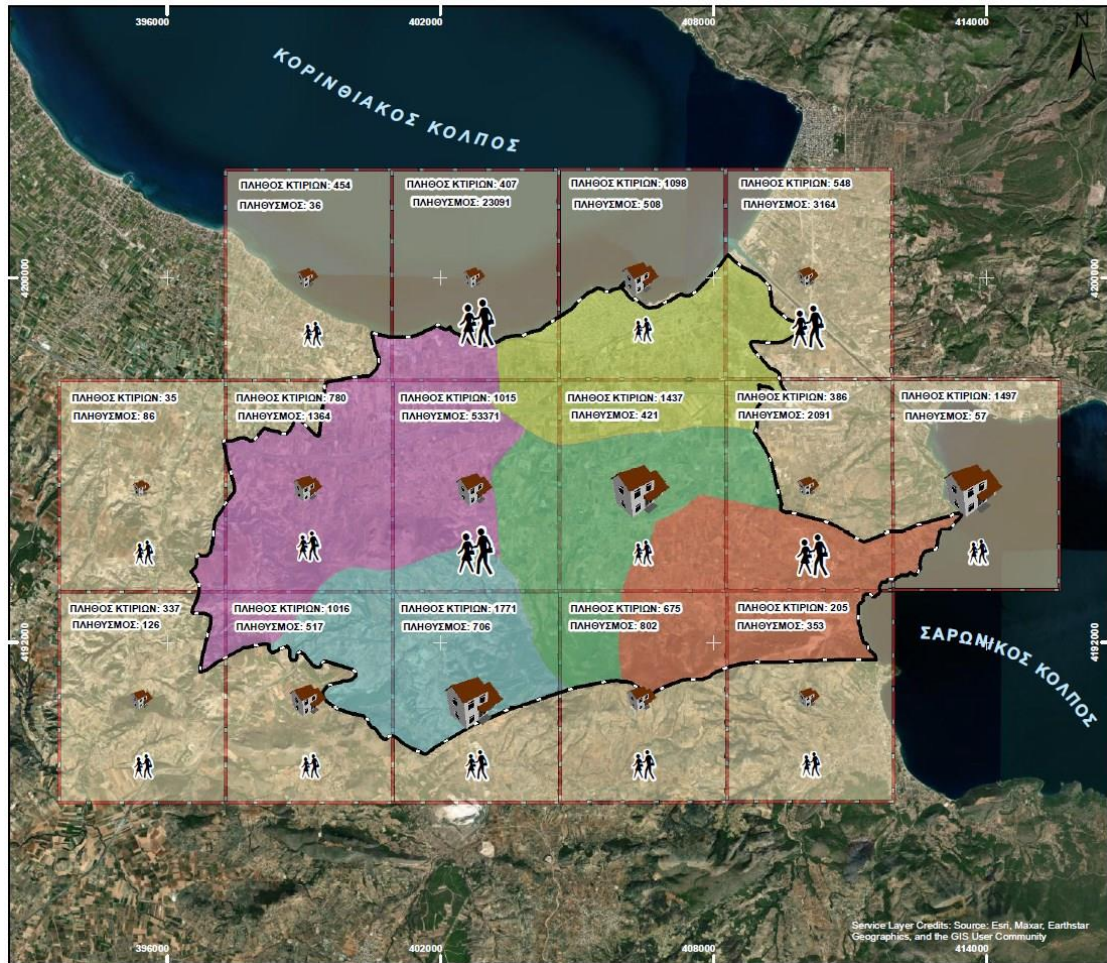 396000
402000
408000
414000
N
ΚΟΡΙΝΘΙΑΚΟΣ ΚΟΛΠΟΣ
ΠΛΗΘΟΣ ΚΤΙΡΙΩΝ: 454
ΠΛΗΘΥΣΜΟΣ: 36
ΠΛΗΘΟΣ ΚΤΙΡΙΩΝ: 407
ΠΛΗΘΥΣΜΟΣ: 23091
ΠΛΗΘΟΣ ΚΤΙΡΙΩΝ: 1098
ΠΛΗΘΥΣΜΟΣ: 508
ΠΛΗΘΟΣ ΚΤΙΡΙΩΝ: 548
ΠΛΗΘΥΣΜΟΣ: 3164
4200000
4200000
ΠΛΗΘΟΣ ΚΤΙΡΙΩΝ: 35
ΠΛΗΘΥΣΜΟΣ: 86
ΠΛΗΘΟΣ ΚΤΙΡΙΩΝ: 780
ΠΛΗΘΥΣΜΟΣ: 1364
ΠΛΗΘΟΣ ΚΤΙΡΙΩΝ: 1015
ΠΛΗΘΥΣΜΟΣ: 53371
ΠΛΗΘΟΣ ΚΤΙΡΙΩΝ: 1437
ΠΛΗΘΥΣΜΟΣ: 421
ΠΛΗΘΟΣ ΚΤΙΡΙΩΝ: 386
ΠΛΗΘΥΣΜΟΣ: 2091
ΠΛΗΘΟΣ ΚΤΙΡΙΩΝ: 1497
ΠΛΗΘΥΣΜΟΣ: 57
ΠΛΗΘΟΣ ΚΤΙΡΙΩΝ: 337
ΠΛΗΘΥΣΜΟΣ: 126
ΠΛΗΘΟΣ ΚΤΙΡΙΩΝ: 1016
ΠΛΗΘΥΣΜΟΣ: 517
ΠΛΗΘΟΣ ΚΤΙΡΙΩΝ: 1771
ΠΛΗΘΥΣΜΟΣ: 706
ΠΛΗΘΟΣ ΚΤΙΡΙΩΝ: 675
ΠΛΗΘΥΣΜΟΣ: 802
ΠΛΗΘΟΣ ΚΤΙΡΙΩΝ: 205
ΠΛΗΘΥΣΜΟΣ: 353
4192000
4192000
ΣΑΡΩΝΙΚΟΣ ΚΟΛΠΟΣ
Service Layer Credits: Source: Esri, Maxar, Earthstar
Geographics, and the GIS User Community
396000
402000
408000
414000